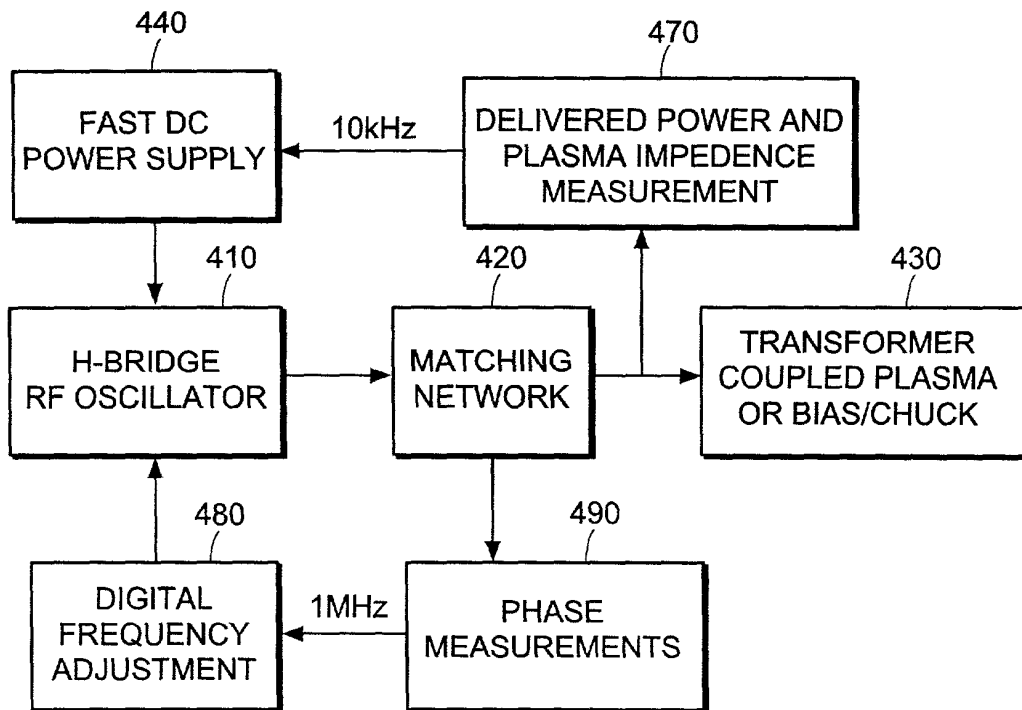 440
FAST DC
POWER SUPPLY
10kHz
470
DELIVERED POWER AND
PLASMA IMPEDENCE
MEASUREMENT
410
H-BRIDGE
RF OSCILLATOR
420
MATCHING
NETWORK
430
TRANSFORMER
COUPLED PLASMA
OR BIAS/CHUCK
480
DIGITAL
FREQUENCY
ADJUSTMENT
1MHz
490
PHASE
MEASUREMENTS